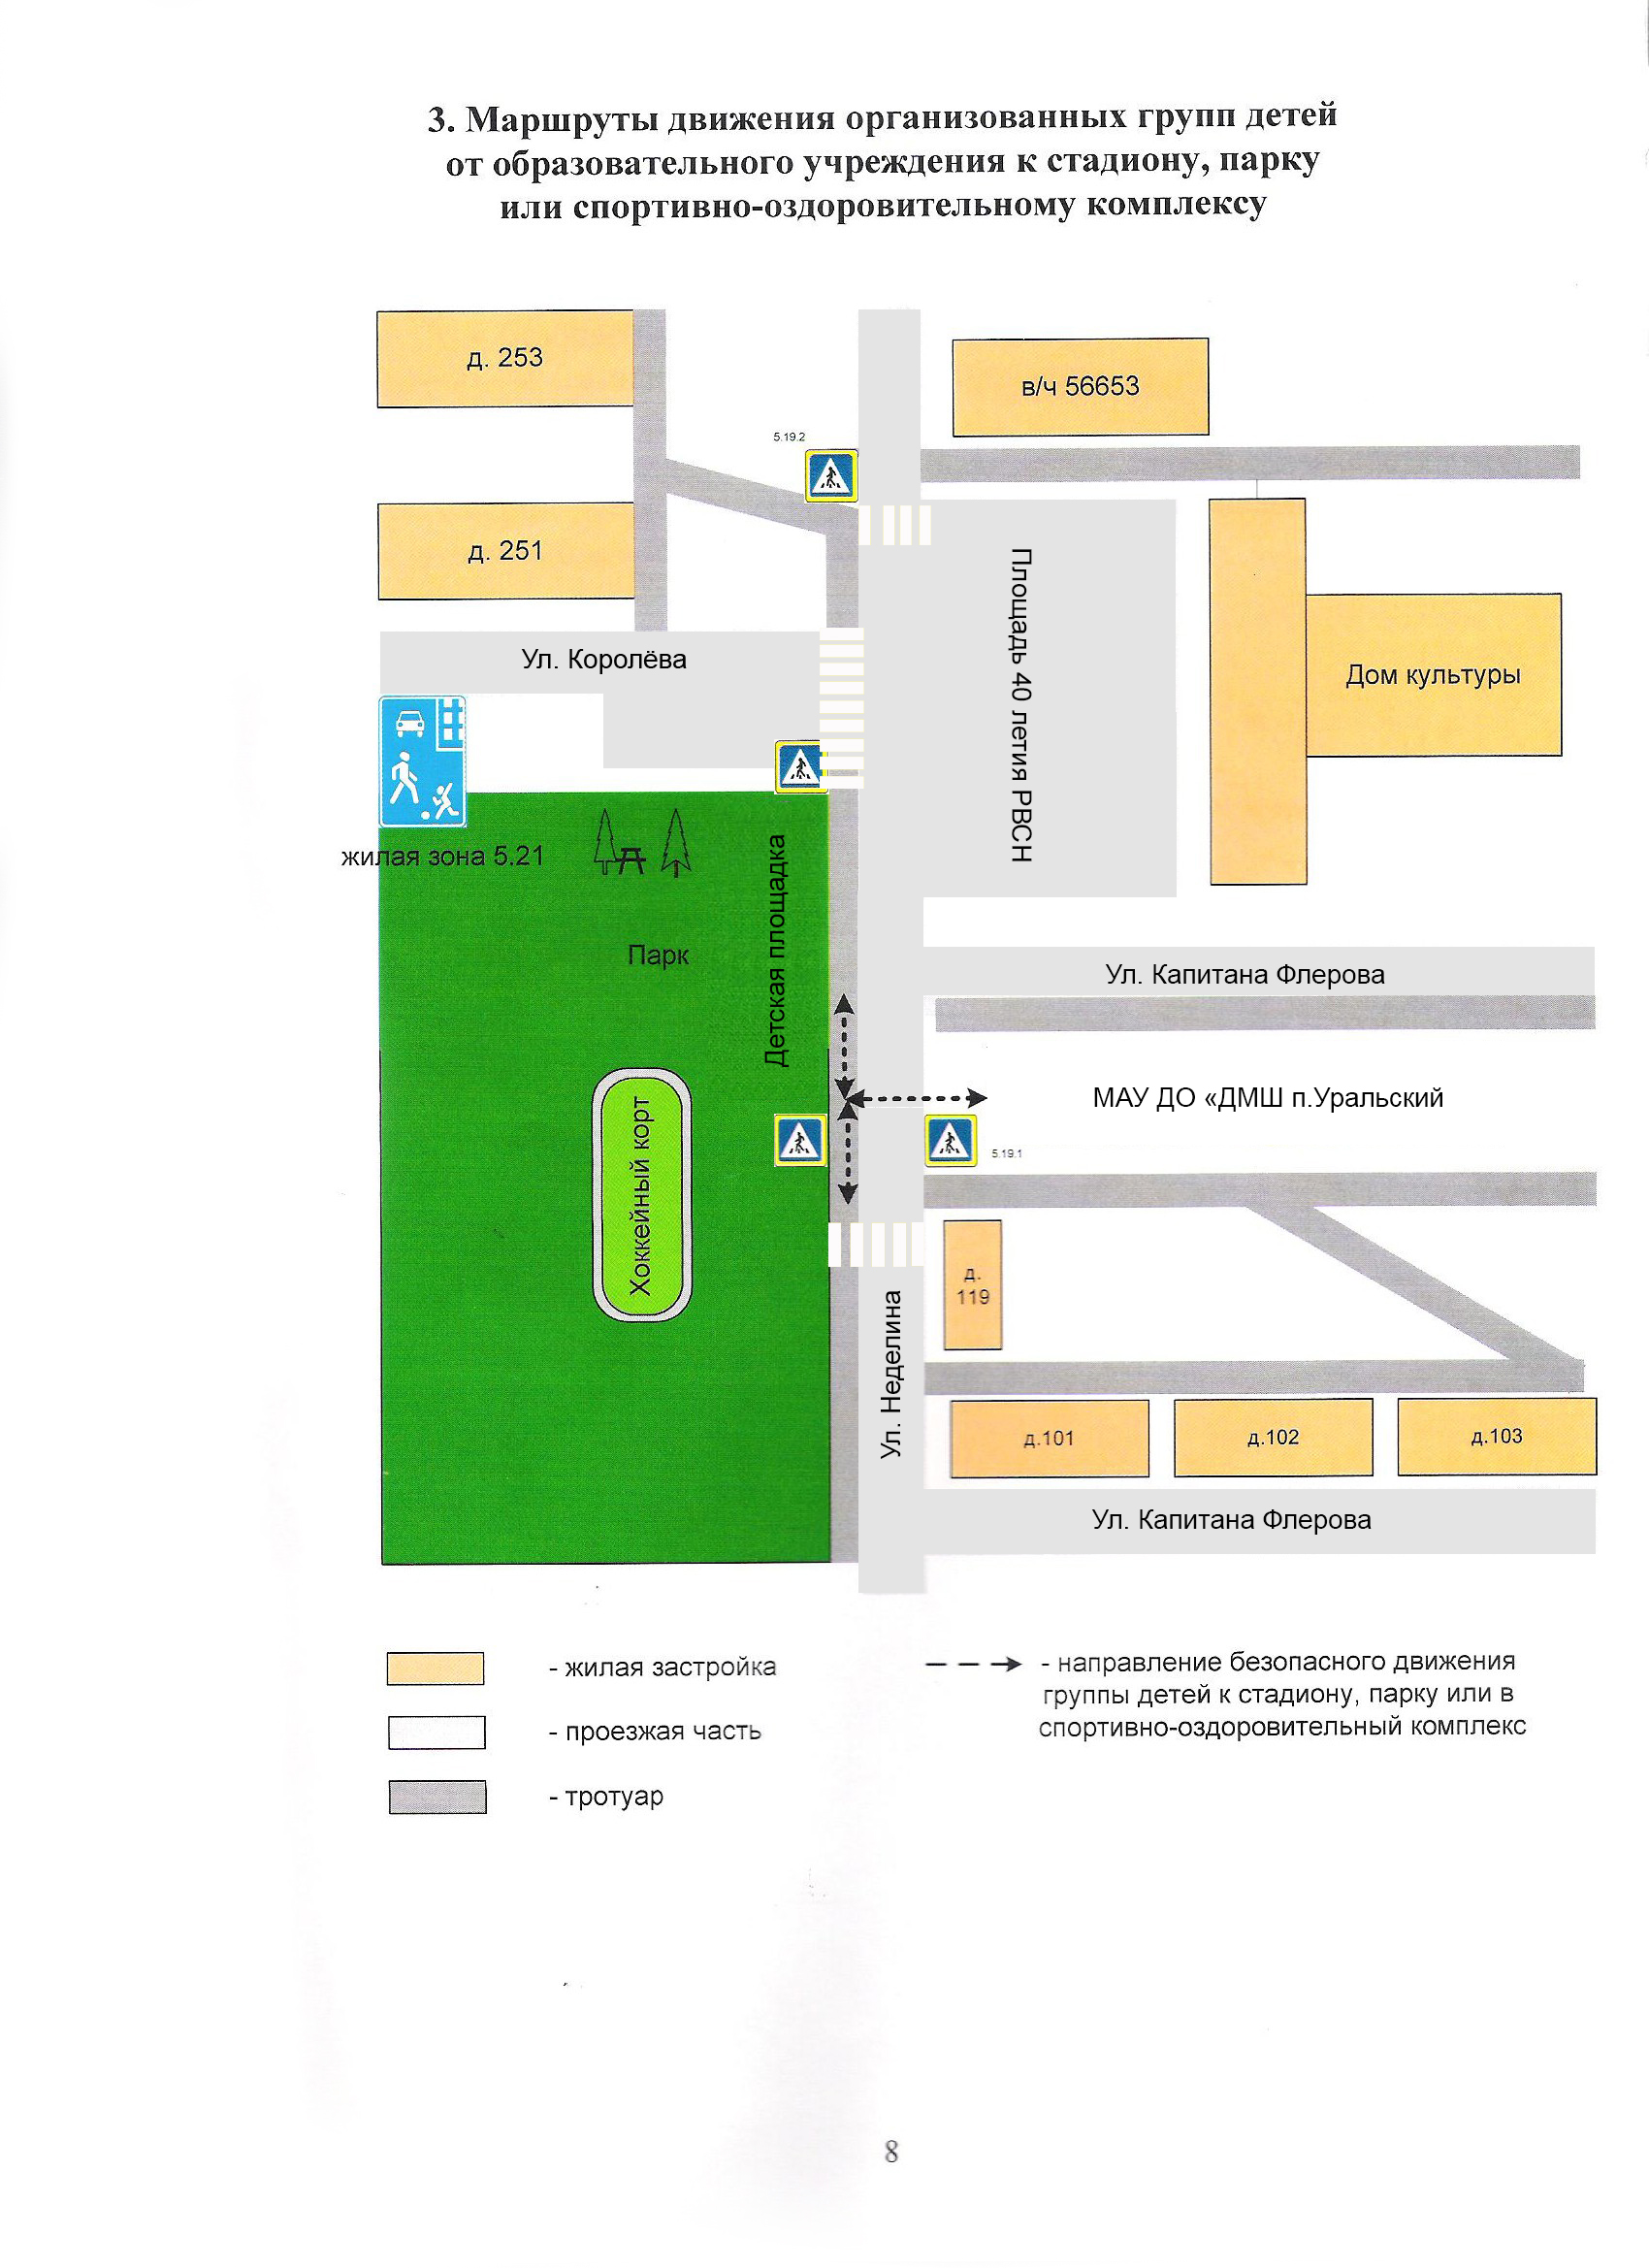 3. Маршруты движения организованных групп детей
от образовательного учреждения к стадиону, парку
или спортивно-оздоровительному комплексу
д. 253
в/ч 56653
5.19.2
д. 251
Площадь 40 летия РВСН
Ул. Королёва
Дом культуры
жилая зона 5.21
Детская площадка
Парк
Ул. Капитана Флерова
МАУ ДО «ДМШ п.Уральский
Хоккейный корт
5.19.1
д.
119
Ул. Неделина
д.101
д.102
д.103
Ул. Капитана Флерова
- жилая застройка
- проезжая часть
- тротуар
- направление безопасного движения
группы детей к стадиону, парку или в
спортивно-оздоровительный комплекс
8